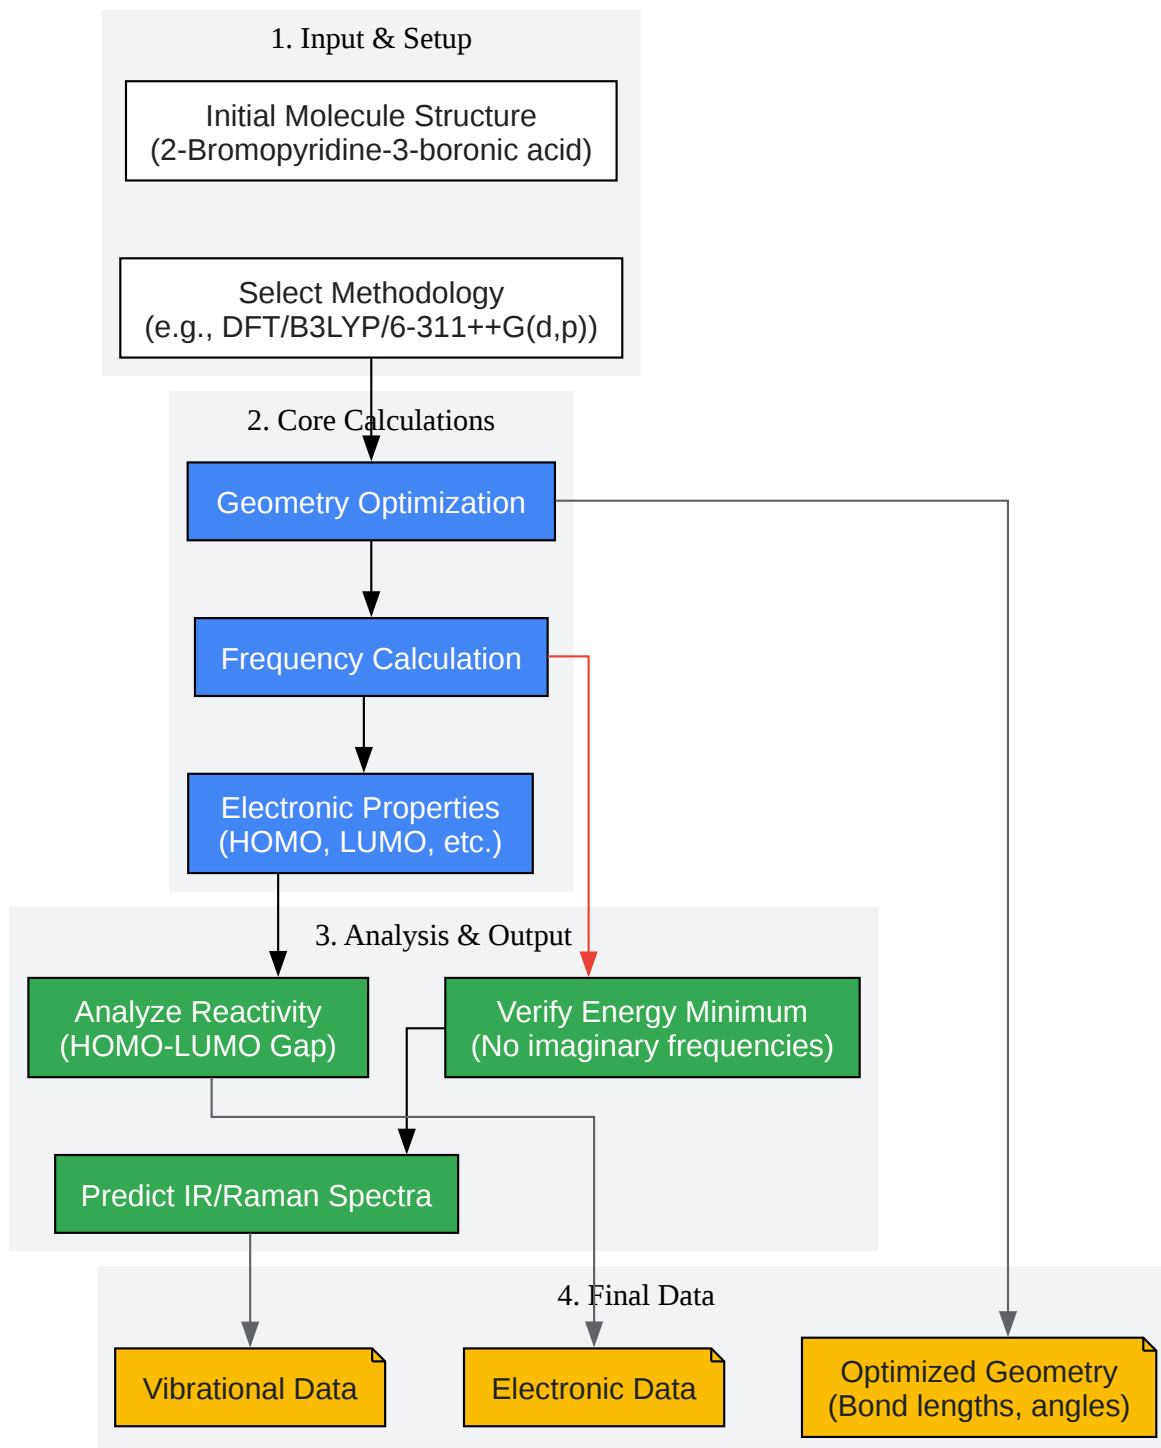 1. Input & Setup
Initial Molecule Structure
(2-Bromopyridine-3-boronic acid)
Select Methodology
(e.g., DFT/B3LYP/6-311++G(d,p))
2. Core Calculations
Geometry Optimization
Frequency Calculation
Electronic Properties
(HOMO, LUMO, etc.)
3. Analysis & Output
Analyze Reactivity
(HOMO-LUMO Gap)
Verify Energy Minimum
(No imaginary frequencies)
Predict IR/Raman Spectra
4. Final Data
Vibrational Data
Electronic Data
Optimized Geometry
(Bond lengths, angles)